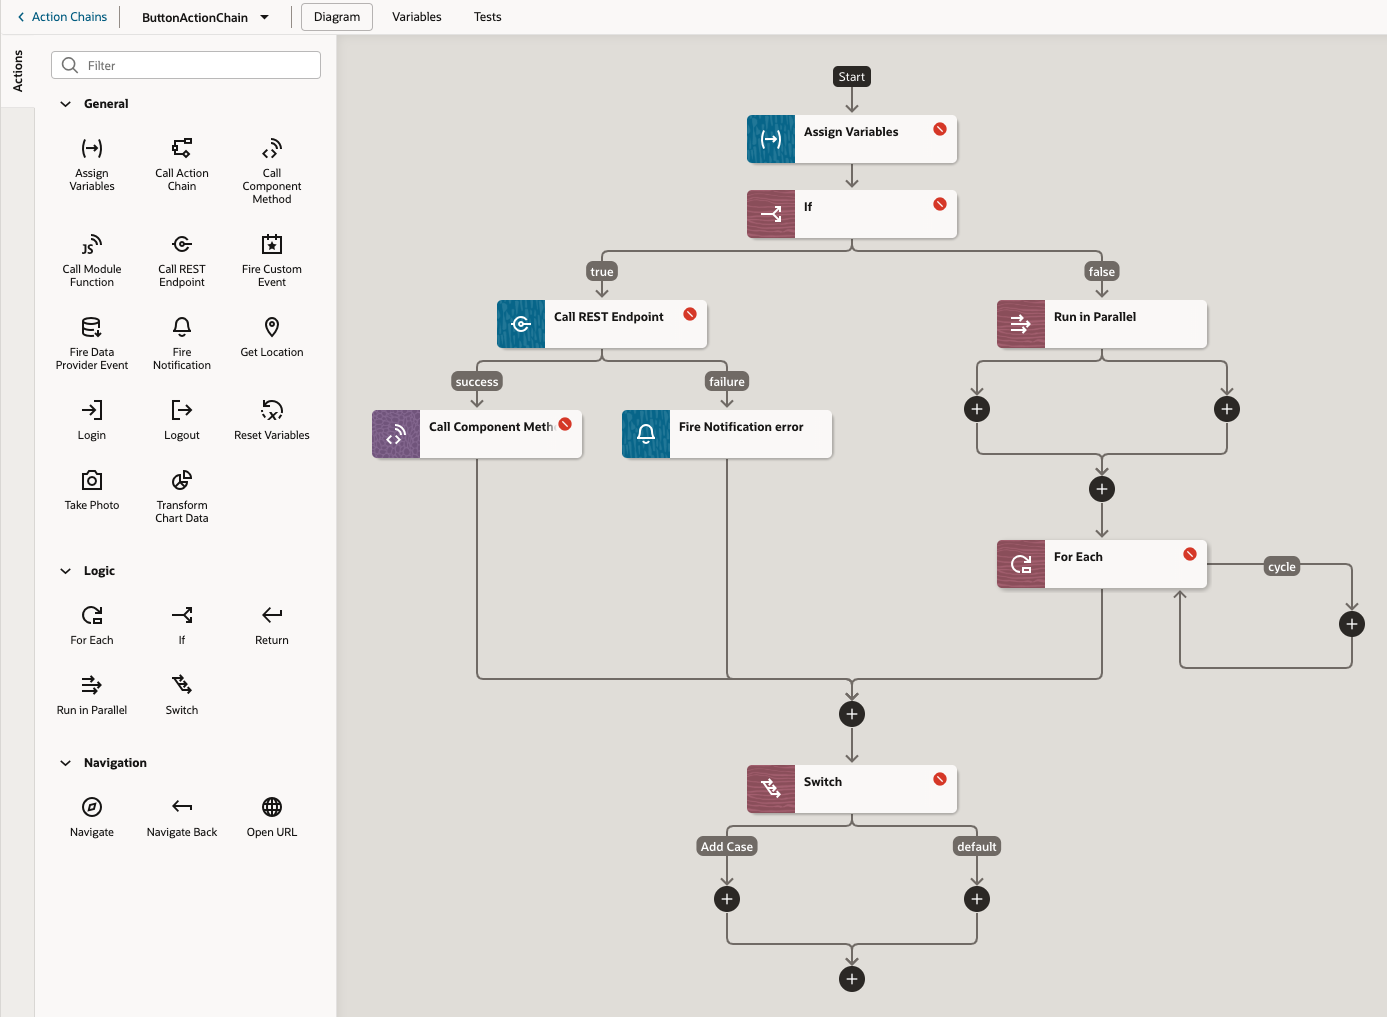 Action Chains
ButtonActionChain
Diagram
Variables
Tests
Actions
Filter
General
Assign
Variables
Call Action
Chain
Call
Component
Method
Call Module
Function
Call REST
Endpoint
Fire Custom
Event
Fire Data
Provider Event
Fire
Notification
Get Location
Login
Logout
Reset Variables
Take Photo
Transform
Chart Data
Logic
For Each
If
Return
Run in Parallel
Switch
Navigation
Navigate
Navigate Back
Open URL
Start
Assign Variables
If
true
false
Call REST Endpoint
Run in Parallel
success
failure
Call Component Meth
Fire Notification error
For Each
cycle
Switch
Add Case
default